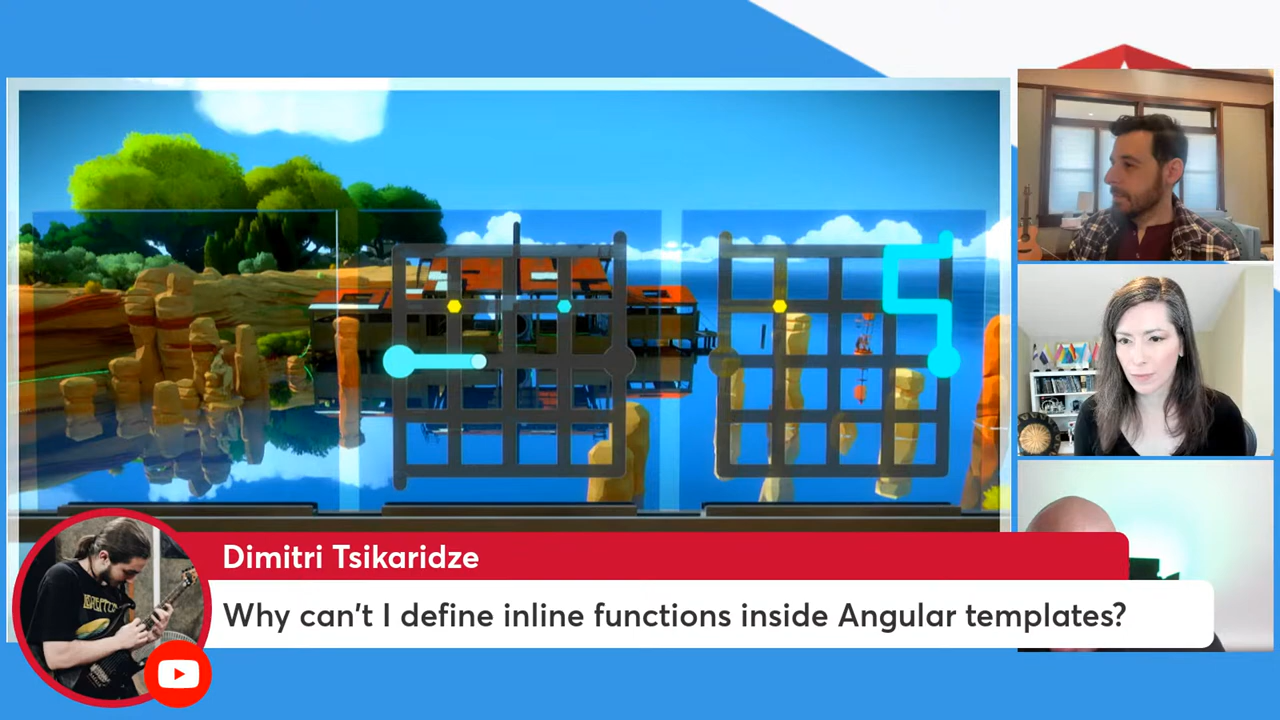 Dimitri Tsikaridze
Why can't I define inline functions inside Angular templates?